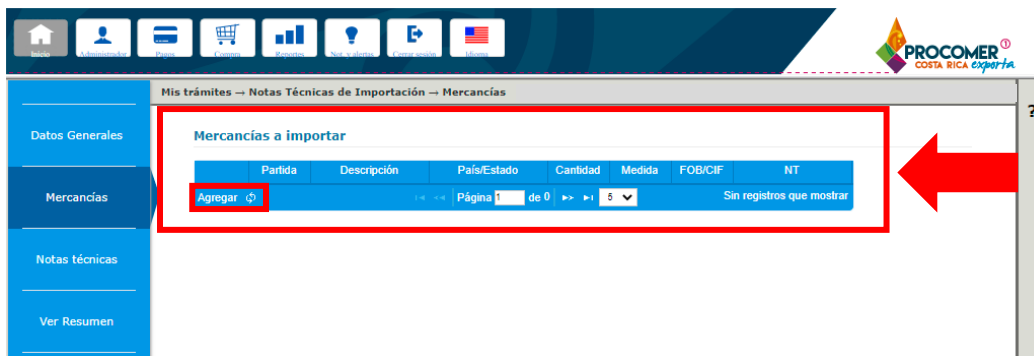 Inicio Administrador Pagos Compra Reportes Not. y alertas Cerrar sesión Idioma
PROCOMER
COSTA RICA exporta
Mis trámites → Notas Técnicas de Importación → Mercancías
?
Datos Generales
Mercancías a importar
Partida Descripción País/Estado Cantidad Medida FOB/CIF NT
Mercancías
Agregar Página 1 de 0 5 Sin registros que mostrar
Notas técnicas
Ver Resumen